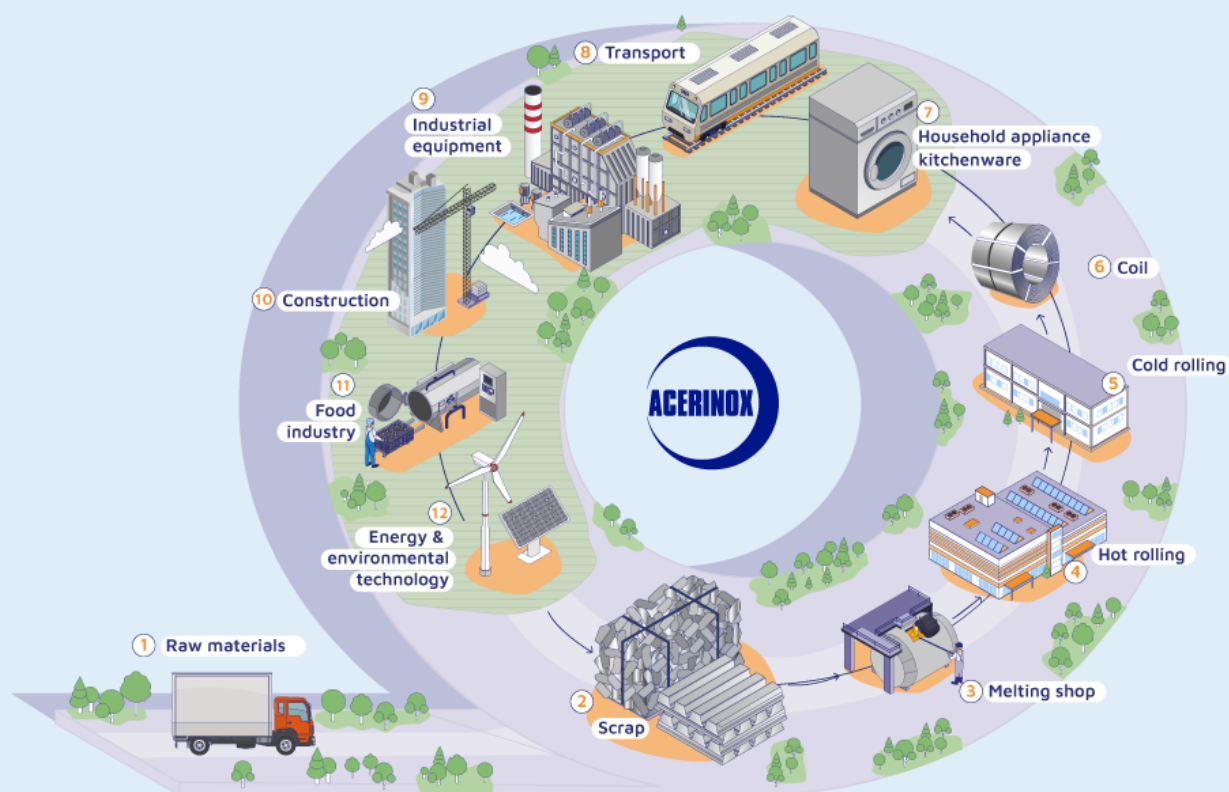 1 Raw materials
2
Scrap
3 Melting shop
4
Hot rolling
5
Cold rolling
6 Coil
7
Household appliance
kitchenware
8 Transport
9
Industrial
equipment
10 Construction
11
Food
industry
12
Energy &
environmental
technology
ACERINOX